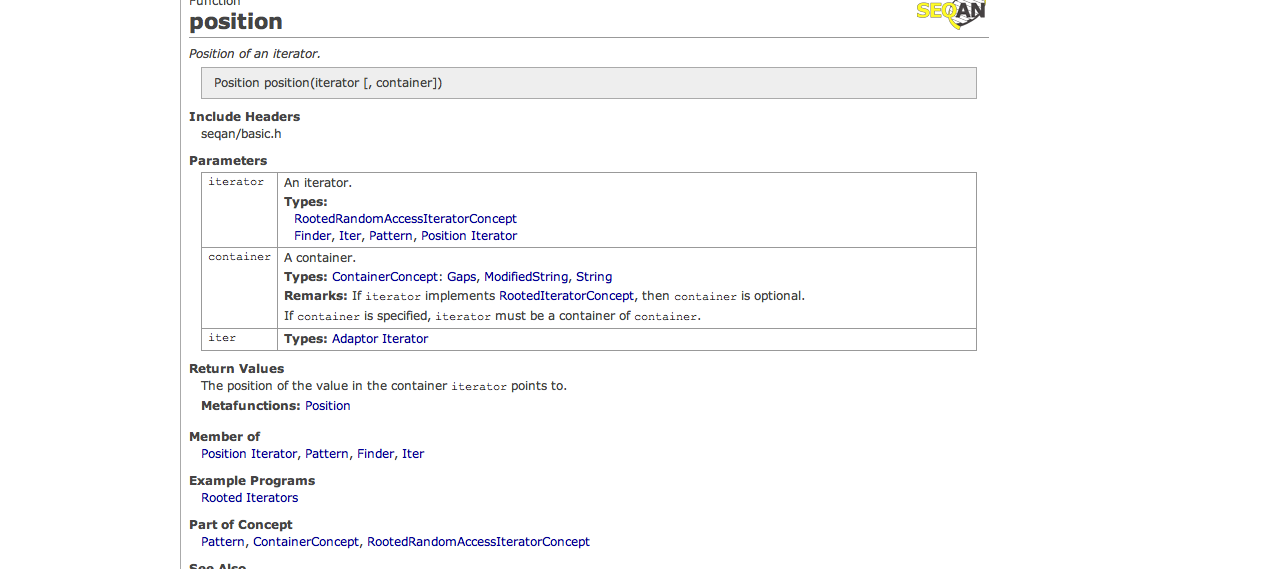 Function
position
SEQAN
Position of an iterator.
Position position(iterator [, container])
Include Headers
seqan/basic.h
Parameters
iterator
An iterator.
Types:
RootedRandomAccessIteratorConcept
Finder, Iter, Pattern, Position Iterator
container
A container.
Types: ContainerConcept: Gaps, ModifiedString, String
Remarks: If iterator implements RootedIteratorConcept, then container is optional.
If container is specified, iterator must be a container of container.
iter
Types: Adaptor Iterator
Return Values
The position of the value in the container iterator points to.
Metafunctions: Position
Member of
Position Iterator, Pattern, Finder, Iter
Example Programs
Rooted Iterators
Part of Concept
Pattern, ContainerConcept, RootedRandomAccessIteratorConcept
See Also